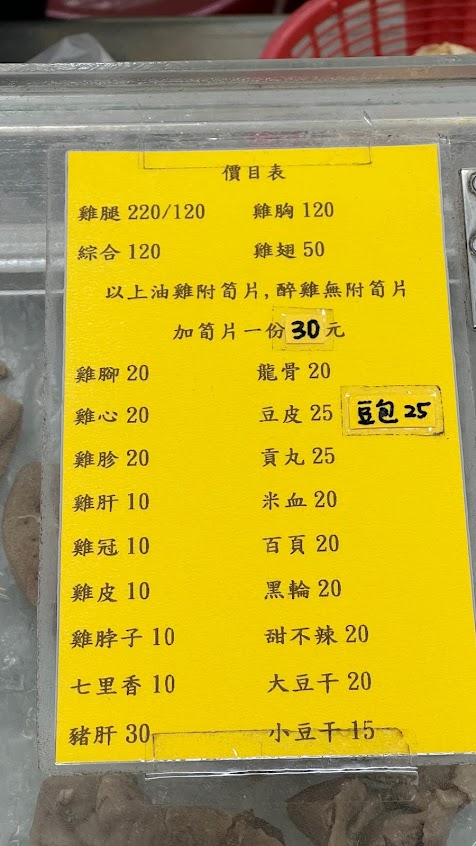 價目表
雞腿 220/120 雞胸 120
綜合 120 雞翅 50
以上油雞附筍片,醉雞無附筍片
加筍片一份 30 元
雞腳 20 龍骨 20
雞心 20 豆皮 25 豆包 25
雞胗 20 貢丸 25
雞肝 10 米血 20
雞冠 10 百頁 20
雞皮 10 黑輪 20
雞脖子 10 甜不辣 20
七里香 10 大豆干 20
豬肝 30 小豆干 15